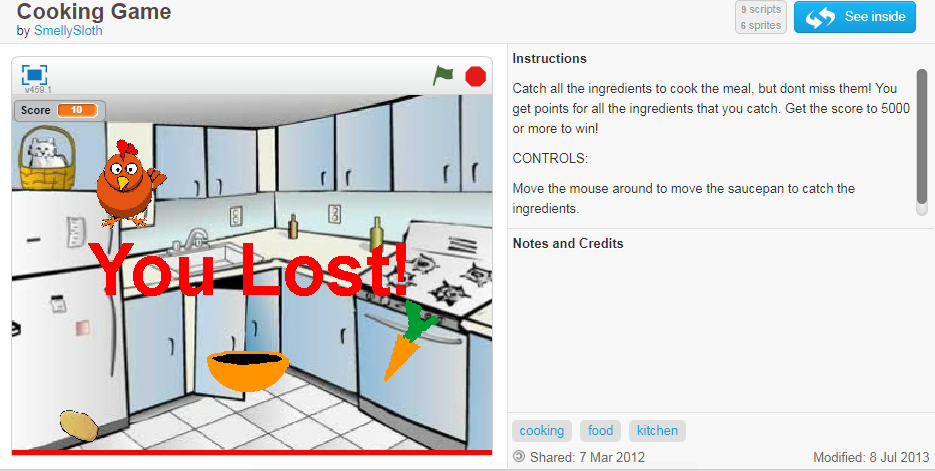 Cooking Game
by SmellySloth
9 scripts
6 sprites
See inside
v459.1
Score 10
You Lost!
Instructions
Catch all the ingredients to cook the meal, but dont miss them! You
get points for all the ingredients that you catch. Get the score to 5000
or more to win!
CONTROLS:
Move the mouse around to move the saucepan to catch the
ingredients.
Notes and Credits
cooking food kitchen
Shared: 7 Mar 2012 Modified: 8 Jul 2013